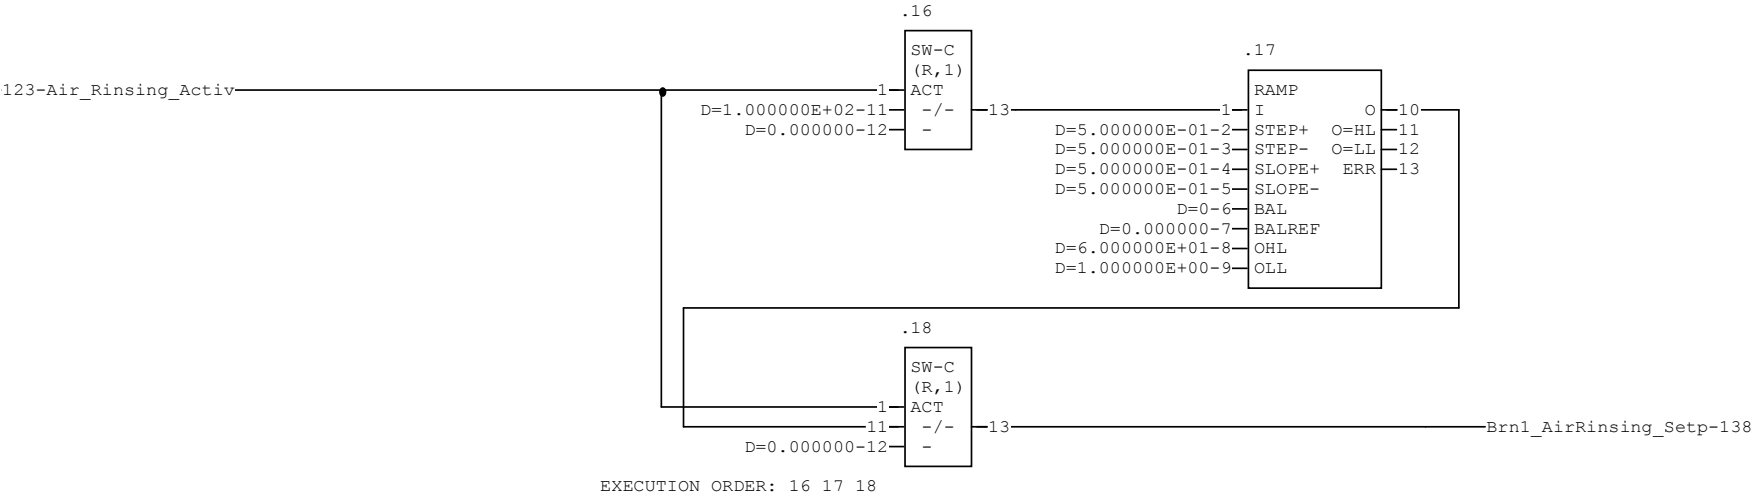 .16
SW-C
(R,1)
123-Air_Rinsing_Activ 1 ACT
D=1.000000E+02-11 -/- 13
D=0.000000-12 -
.17
RAMP
1 I O 10
D=5.000000E-01-2 STEP+ O=HL 11
D=5.000000E-01-3 STEP- O=LL 12
D=5.000000E-01-4 SLOPE+ ERR 13
D=5.000000E-01-5 SLOPE-
D=0-6 BAL
D=0.000000-7 BALREF
D=6.000000E+01-8 OHL
D=1.000000E+00-9 OLL
.18
SW-C
(R,1)
1 ACT
11 -/- 13 Brn1_AirRinsing_Setp-138
D=0.000000-12 -
EXECUTION ORDER: 16 17 18